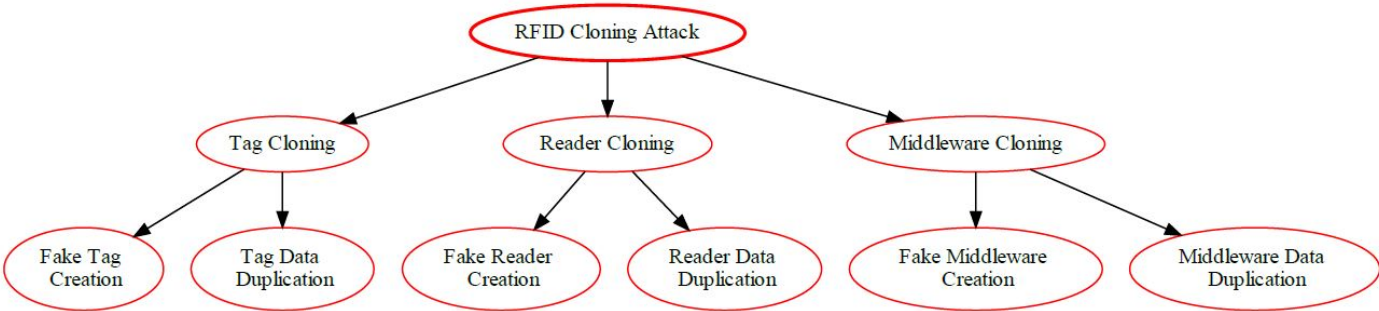 RFID Cloning Attack
Tag Cloning
Reader Cloning
Middleware Cloning
Fake Tag
Creation
Tag Data
Duplication
Fake Reader
Creation
Reader Data
Duplication
Fake Middleware
Creation
Middleware Data
Duplication